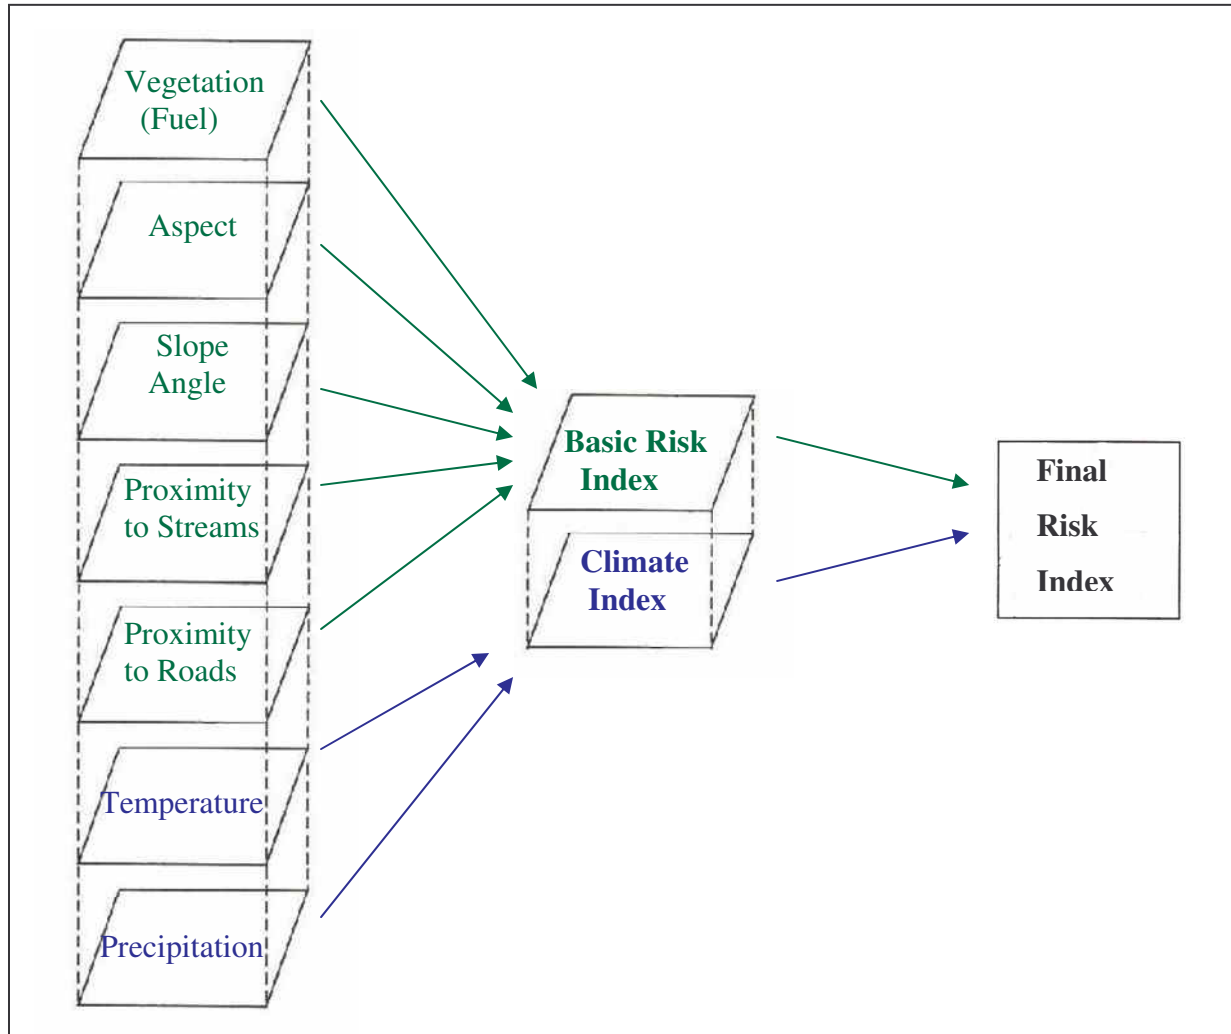 Vegetation
(Fuel)
Aspect
Slope
Angle
Proximity
to Streams
Proximity
to Roads
Temperature
Precipitation
Basic Risk
Index
Climate
Index
Final
Risk
Index